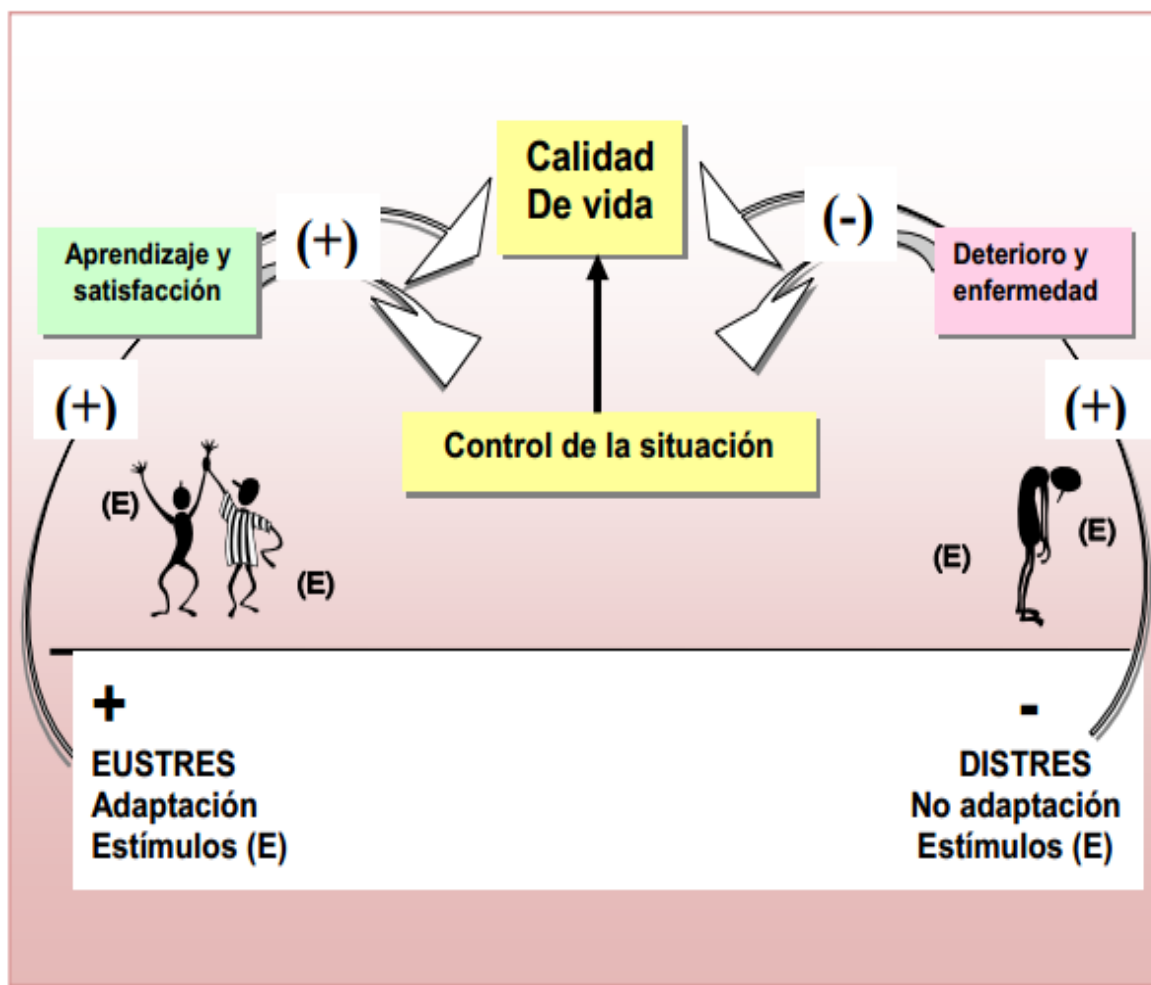 Calidad
De vida
(+)
(-)
Aprendizaje y
satisfacción
Deterioro y
enfermedad
(+)
(+)
Control de la situación
(E)
(E)
(E)
(E)
+
-
EUSTRES
Adaptación
Estímulos (E)
DISTRES
No adaptación
Estímulos (E)